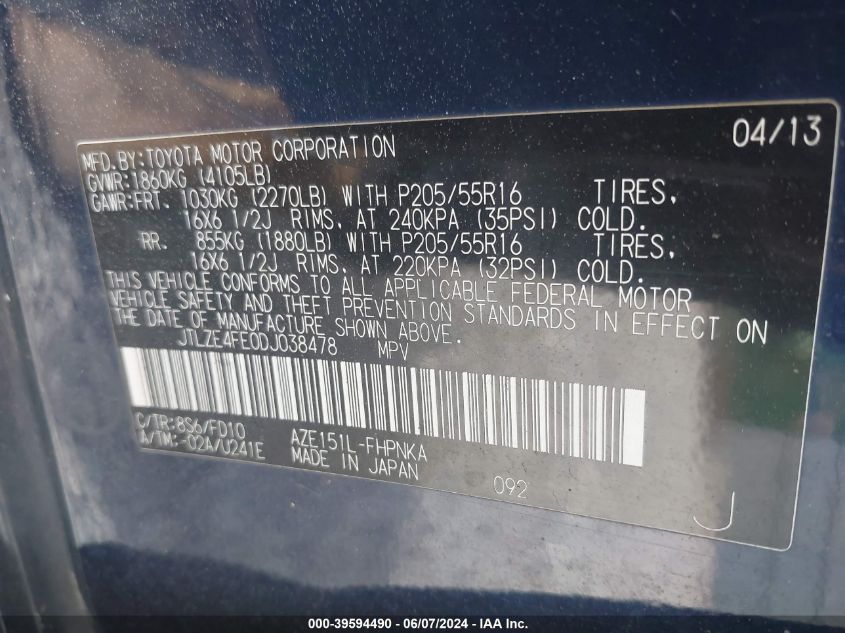 04/13
MFD.BY:TOYOTA MOTOR CORPORATION
GVWR:1860KG (4105LB)
GAWR:FRT. 1030KG (2270LB) WITH P205/55R16 TIRES,
16X6 1/2J RIMS, AT 240KPA (35PSI) COLD.
RR. 855KG (1880LB) WITH P205/55R16 TIRES,
16X6 1/2J RIMS, AT 220KPA (32PSI) COLD.
THIS VEHICLE CONFORMS TO ALL APPLICABLE FEDERAL MOTOR
VEHICLE SAFETY AND THEFT PREVENTION STANDARDS IN EFFECT ON
THE DATE OF MANUFACTURE SHOWN ABOVE.
JTLZE4FE0DJ038478 MPV
C/TR:8S6/FD10 AZE151L-FHPNKA
A/TM:-02A/U241E MADE IN JAPAN
092
J
000-39594490 - 06/07/2024 - IAA Inc.